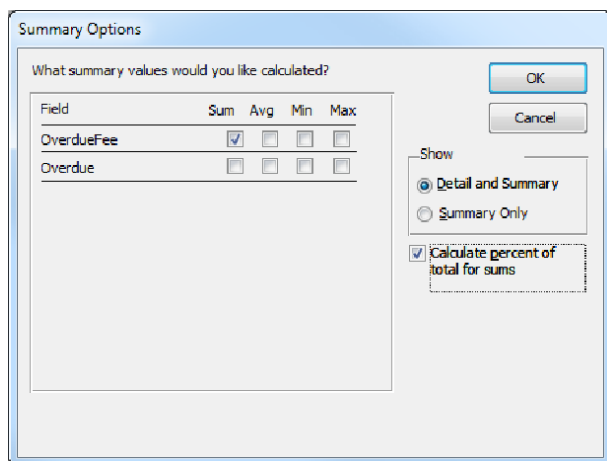 Summary Options
What summary values would you like calculated?
OK
Cancel
Field Sum Avg Min Max
OverdueFee
Overdue
Show
Detail and Summary
Summary Only
Calculate percent of
total for sums